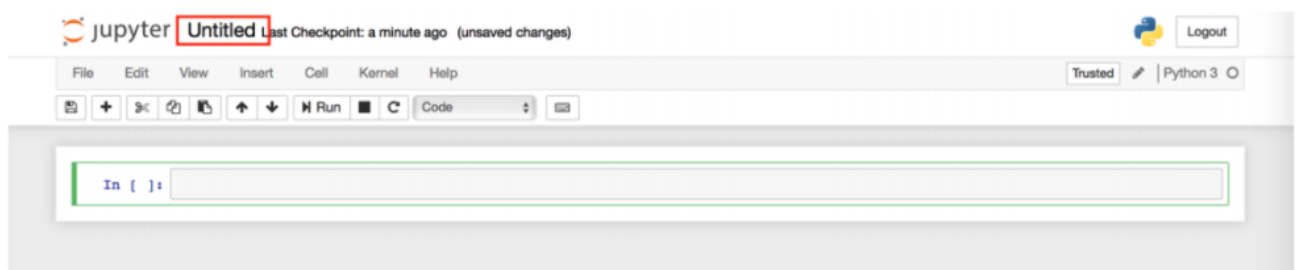 jupyter Untitled Last Checkpoint: a minute ago (unsaved changes) Logout
File Edit View Insert Cell Kernel Help Trusted Python 3
Run Code
In [ ]: